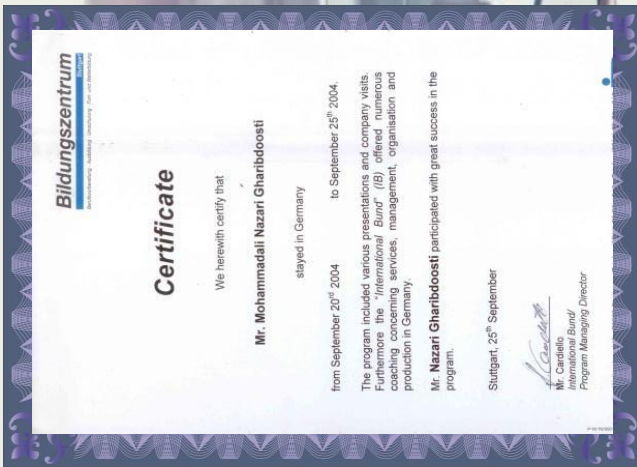 Bildungszentrum
Stuttgart
Certificate
We herewith certify that
Mr. Mohammadali Nazari Gharibdoosti
stayed in Germany
from September 20rd 2004 to September 25th 2004.
The program included various presentations and company visits.
Furthermore the "International Bund" (IB) offered numerous
coaching concerning services, management, organisation and
production in Germany.
Mr. Nazari Gharibdoosti participated with great success in the
program.
Stuttgart, 25th September
Mr. Cardiello
International Bund/
Program Managing Director